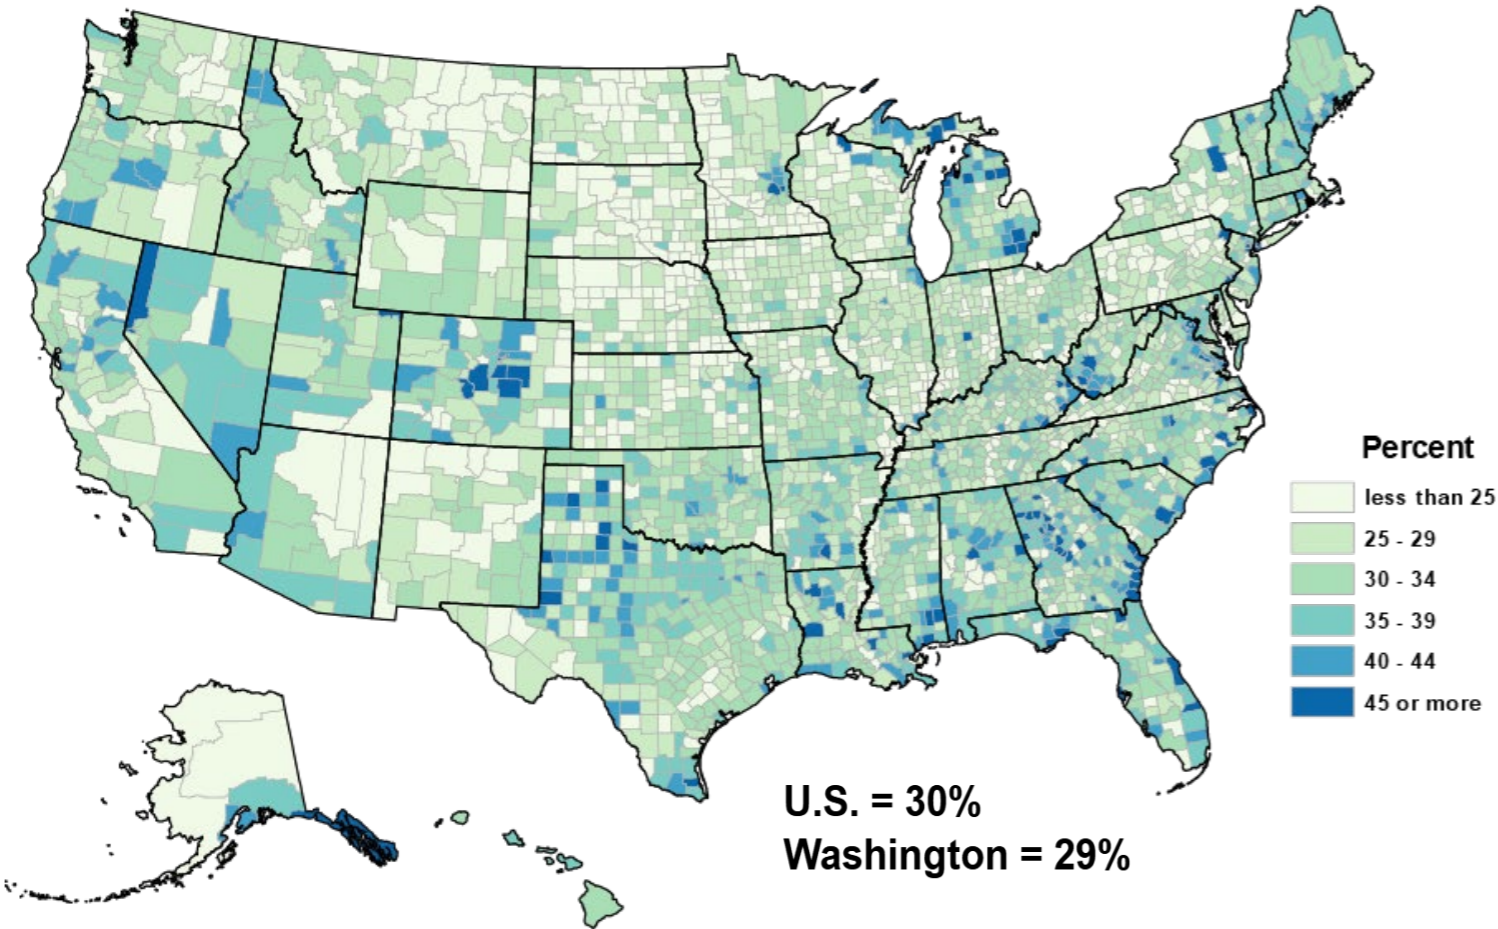 Percent
less than 25
25 - 29
30 - 34
35 - 39
40 - 44
45 or more
U.S. = 30%
Washington = 29%